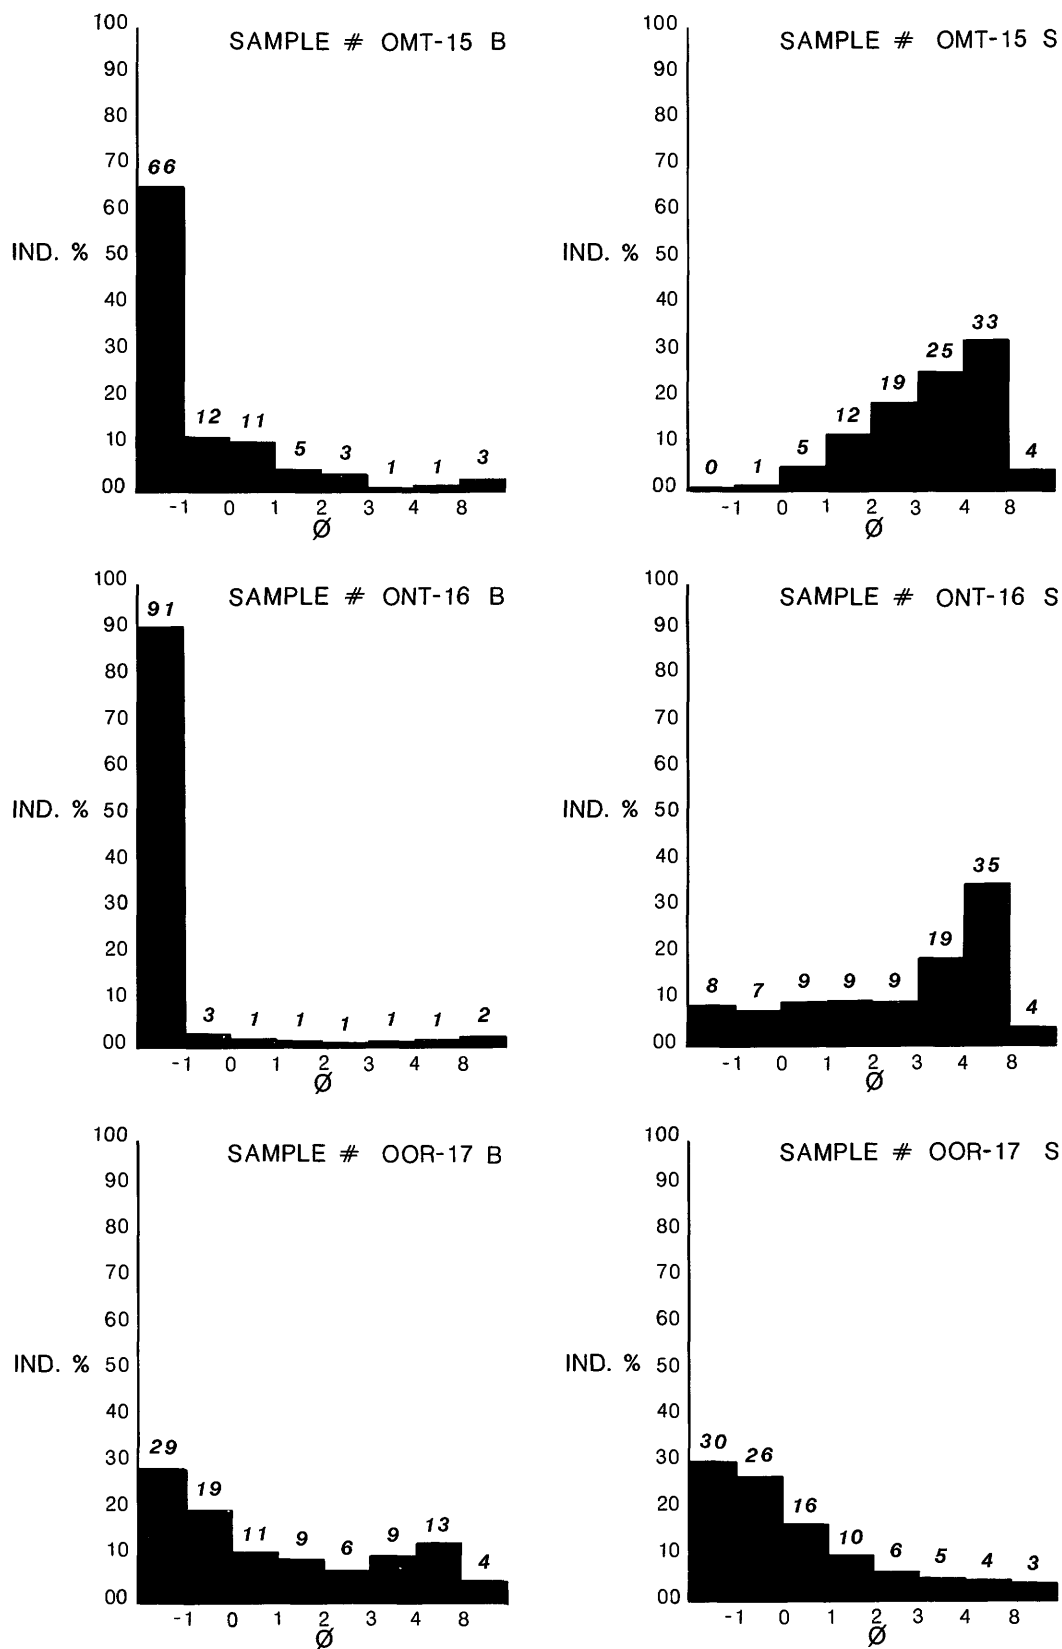 SAMPLE # OMT-15 B
100
90
80
70
60
IND. % 50
40
30
20
10
00
66 12 11 5 3 1 1 3
-1 0 1 2 3 4 8
Ø
SAMPLE # OMT-15 S
100
90
80
70
60
IND. % 50
40
30
20
10
00
0 1 5 12 19 25 33 4
-1 0 1 2 3 4 8
Ø
SAMPLE # ONT-16 B
100
90
80
70
60
IND. % 50
40
30
20
10
00
91 3 1 1 1 1 1 2
-1 0 1 2 3 4 8
Ø
SAMPLE # ONT-16 S
100
90
80
70
60
IND. % 50
40
30
20
10
00
8 7 9 9 9 19 35 4
-1 0 1 2 3 4 8
Ø
SAMPLE # OOR-17 B
100
90
80
70
60
IND. % 50
40
30
20
10
00
29 19 11 9 6 9 13 4
-1 0 1 2 3 4 8
Ø
SAMPLE # OOR-17 S
100
90
80
70
60
IND. % 50
40
30
20
10
00
30 26 16 10 6 5 4 3
-1 0 1 2 3 4 8
Ø